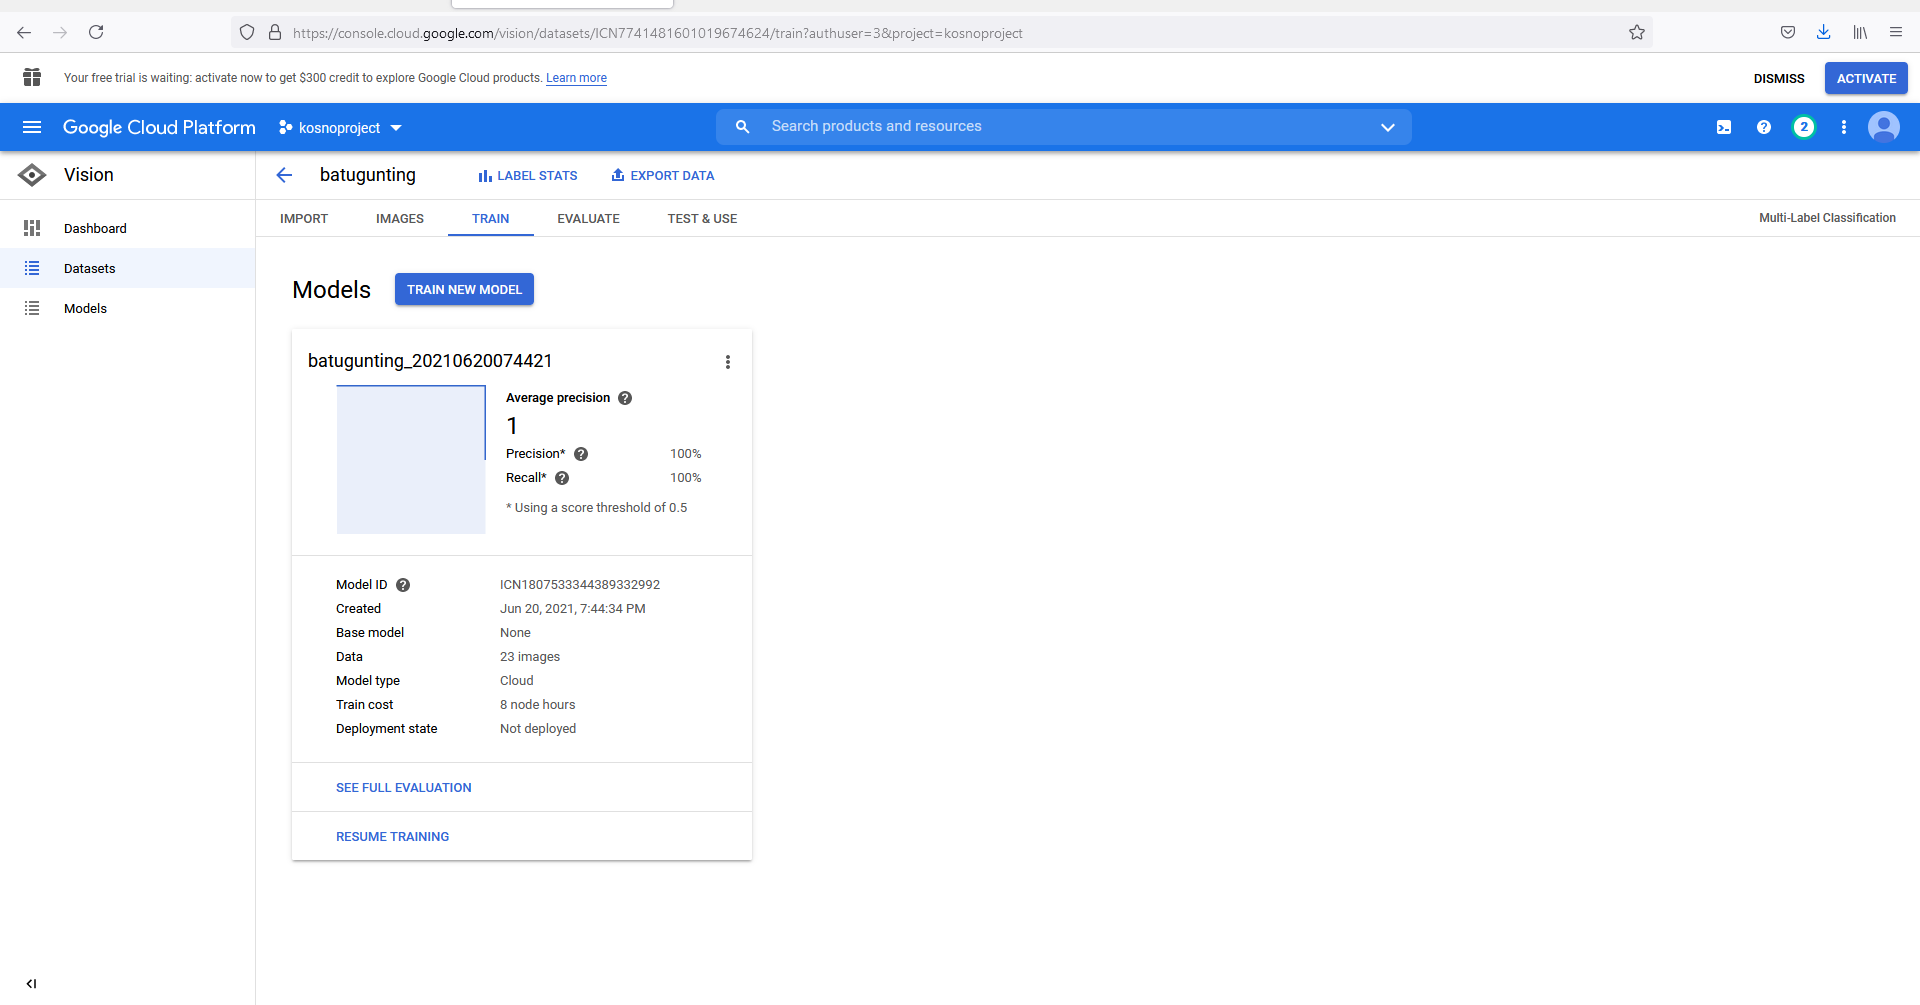 https://console.cloud.google.com/vision/datasets/ICN7741481601019674624/train?authuser=3&project=kosnoproject
Your free trial is waiting: activate now to get $300 credit to explore Google Cloud products. Learn more
DISMISS
ACTIVATE
Google Cloud Platform
kosnoproject
Search products and resources
2
Vision
batugunting
LABEL STATS
EXPORT DATA
IMPORT
IMAGES
TRAIN
EVALUATE
TEST & USE
Multi-Label Classification
Dashboard
Datasets
Models
Models
TRAIN NEW MODEL
batugunting_20210620074421
Average precision
1
Precision* 100%
Recall* 100%
* Using a score threshold of 0.5
Model ID ICN1807533344389332992
Created Jun 20, 2021, 7:44:34 PM
Base model None
Data 23 images
Model type Cloud
Train cost 8 node hours
Deployment state Not deployed
SEE FULL EVALUATION
RESUME TRAINING